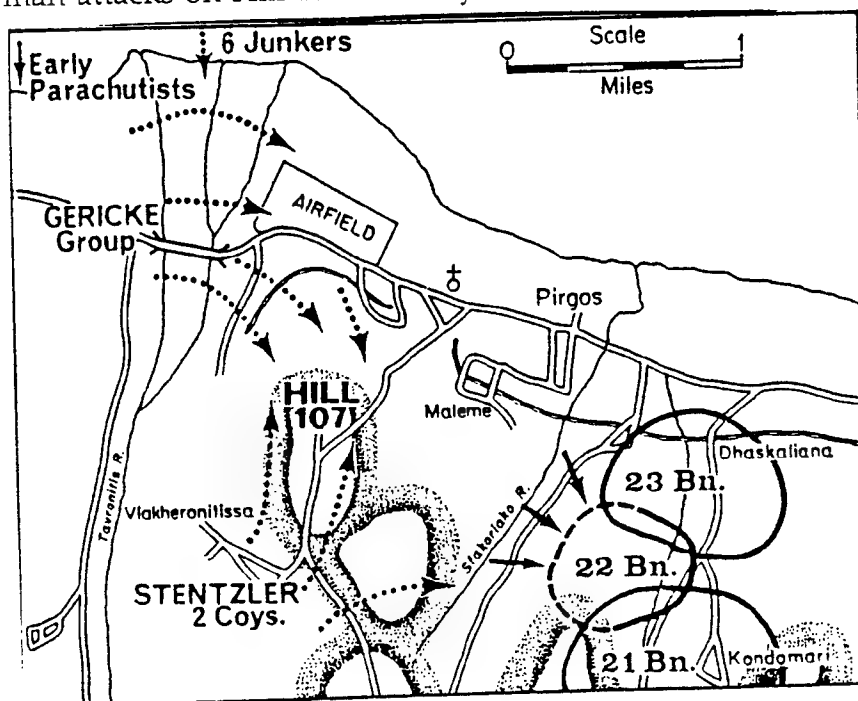 6 Junkers
Early
Parachutists
0 Scale 1
Miles
GERICKE
Group
AIRFIELD
Pirgos
HILL
[107]
Maleme
Dhaskaliana
Tavronitis R.
Vlakheronitissa
Sfakoriako R.
23 Bn.
22 Bn.
STENTZLER
2 Coys.
21 Bn.
Kondomari